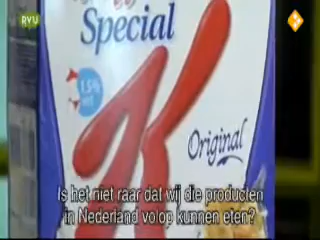 RVU
Special
K
1,5%
vet
Original
Is het niet raar dat wij die producten
in Nederland volop kunnen eten?